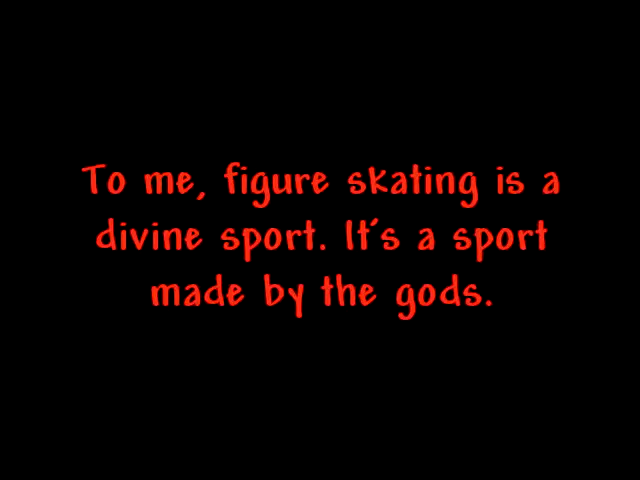 To me, figure skating is a
divine sport. It's a sport
made by the gods.